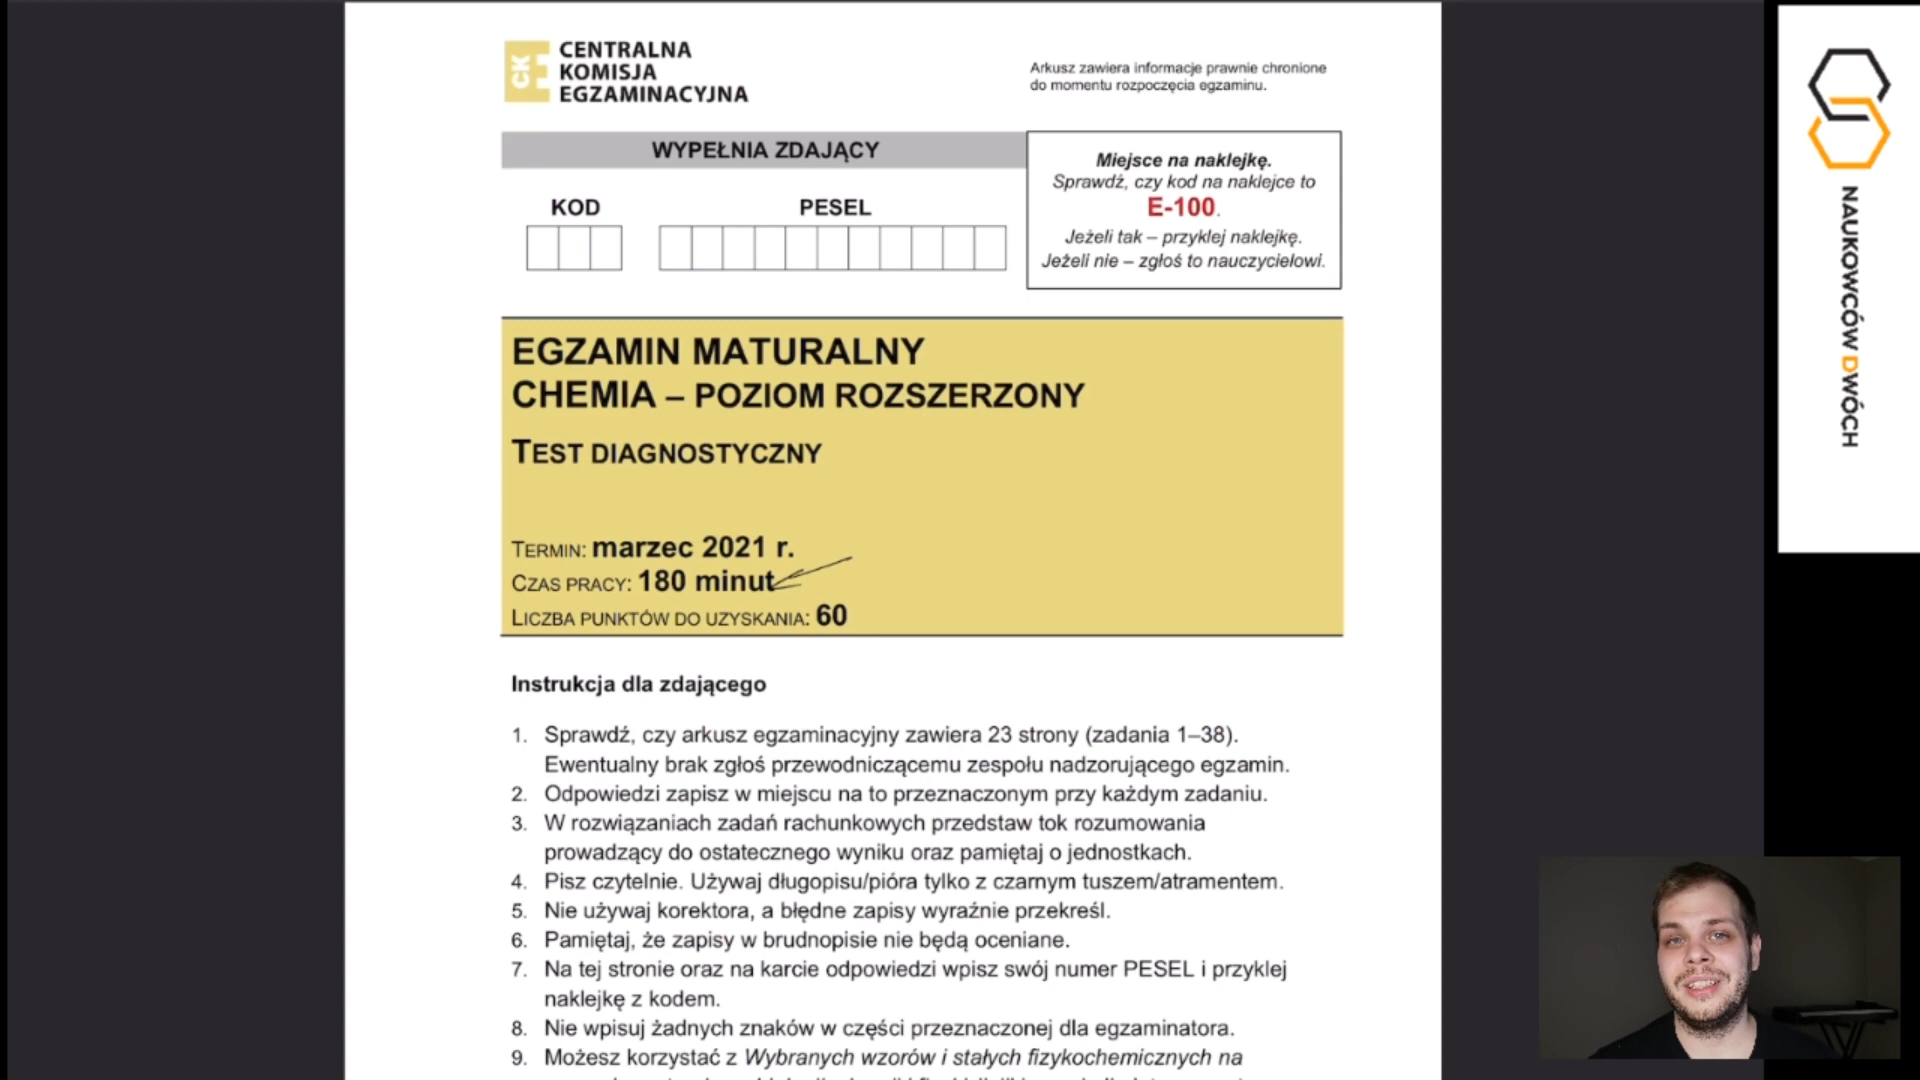 CKE
CENTRALNA
KOMISJA
EGZAMINACYJNA
Arkusz zawiera informacje prawnie chronione
do momentu rozpoczęcia egzaminu.
WYPEŁNIA ZDAJĄCY
KOD
PESEL
Miejsce na naklejkę.
Sprawdź, czy kod na naklejce to
E-100.
Jeżeli tak – przyklej naklejkę.
Jeżeli nie – zgłoś to nauczycielowi.
EGZAMIN MATURALNY
CHEMIA – POZIOM ROZSZERZONY
TEST DIAGNOSTYCZNY
TERMIN: marzec 2021 r.
CZAS PRACY: 180 minut
LICZBA PUNKTÓW DO UZYSKANIA: 60
Instrukcja dla zdającego
1. Sprawdź, czy arkusz egzaminacyjny zawiera 23 strony (zadania 1–38).
Ewentualny brak zgłoś przewodniczącemu zespołu nadzorującego egzamin.
2. Odpowiedzi zapisz w miejscu na to przeznaczonym przy każdym zadaniu.
3. W rozwiązaniach zadań rachunkowych przedstaw tok rozumowania
prowadzący do ostatecznego wyniku oraz pamiętaj o jednostkach.
4. Pisz czytelnie. Używaj długopisu/pióra tylko z czarnym tuszem/atramentem.
5. Nie używaj korektora, a błędne zapisy wyraźnie przekreśl.
6. Pamiętaj, że zapisy w brudnopisie nie będą oceniane.
7. Na tej stronie oraz na karcie odpowiedzi wpisz swój numer PESEL i przyklej
naklejkę z kodem.
8. Nie wpisuj żadnych znaków w części przeznaczonej dla egzaminatora.
9. Możesz korzystać z Wybranych wzorów i stałych fizykochemicznych na
NAUKOWCÓW DWÓCH